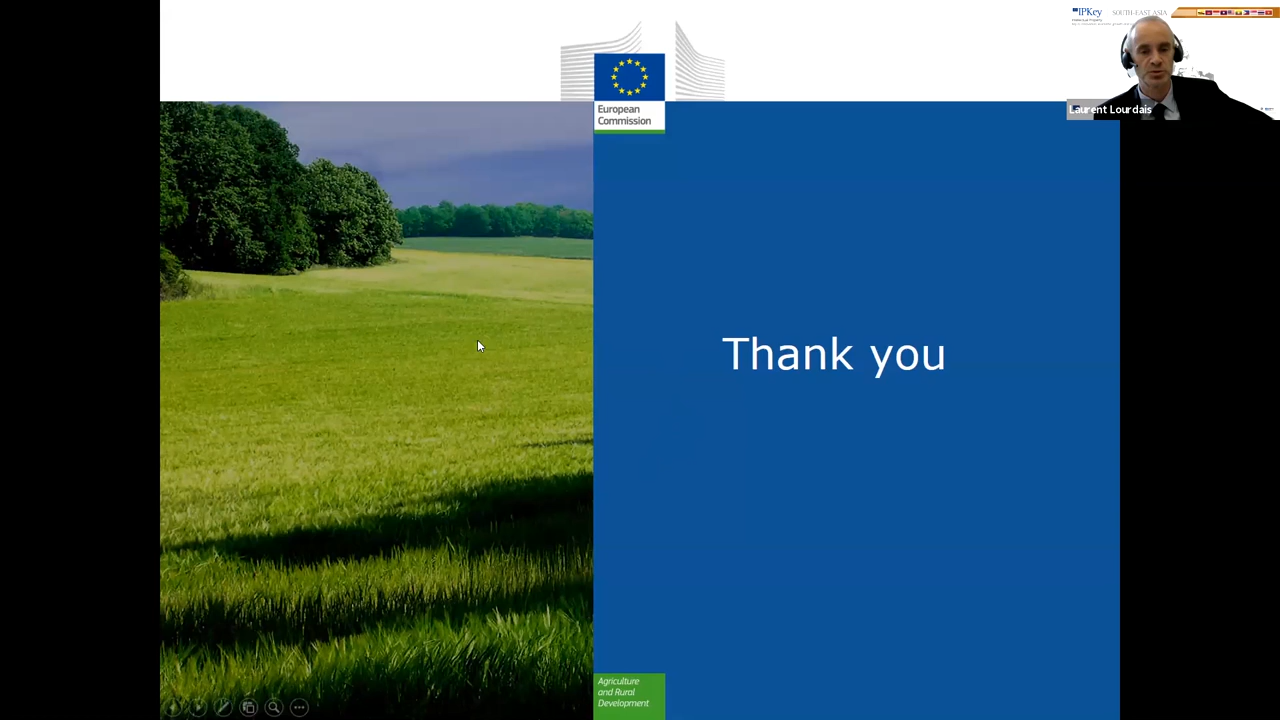 IPKey SOUTH-EAST ASIA
Laurent Lourdais
European
Commission
Thank you
Agriculture
and Rural
Development